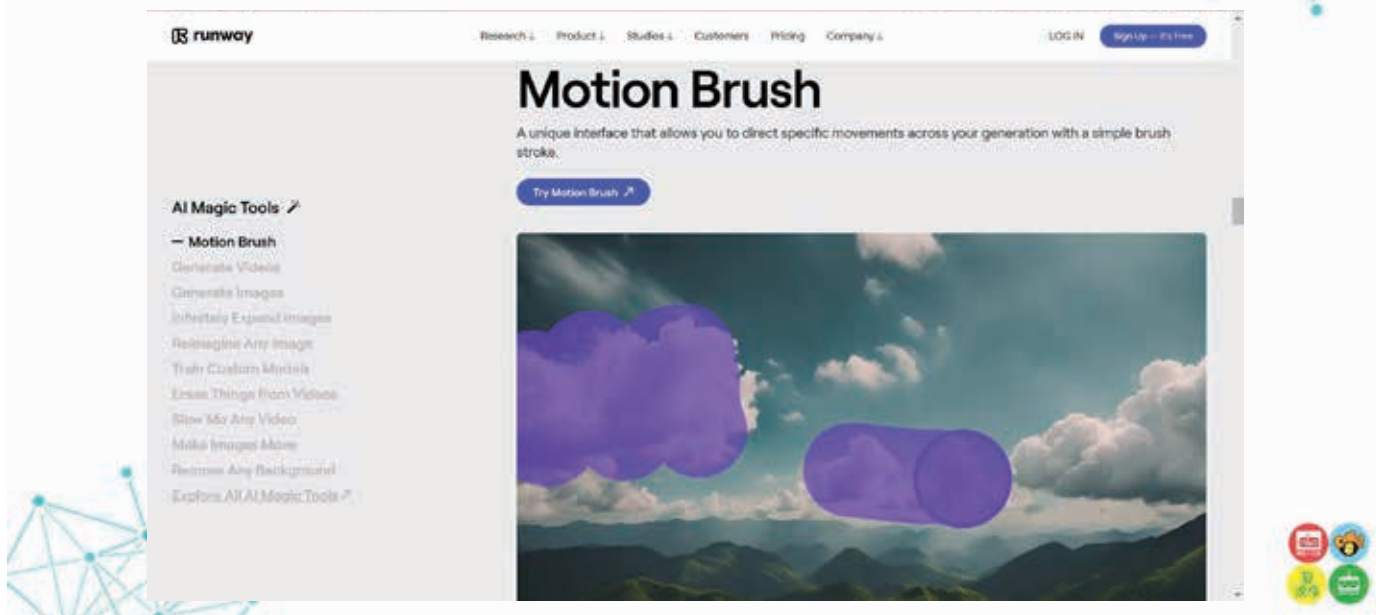 runway
Research ↓ Product ↓ Studios ↓ Customers Pricing Company ↓
LOG IN
Sign Up — It's Free
Motion Brush
A unique interface that allows you to direct specific movements across your generation with a simple brush
stroke.
Try Motion Brush ↗
AI Magic Tools
— Motion Brush
Generate Videos
Generate Images
Infinitely Expand Images
Reimagine Any Image
Train Custom Models
Erase Things From Videos
Slow Mo Any Video
Make Images Move
Remove Any Background
Explore All AI Magic Tools ↗